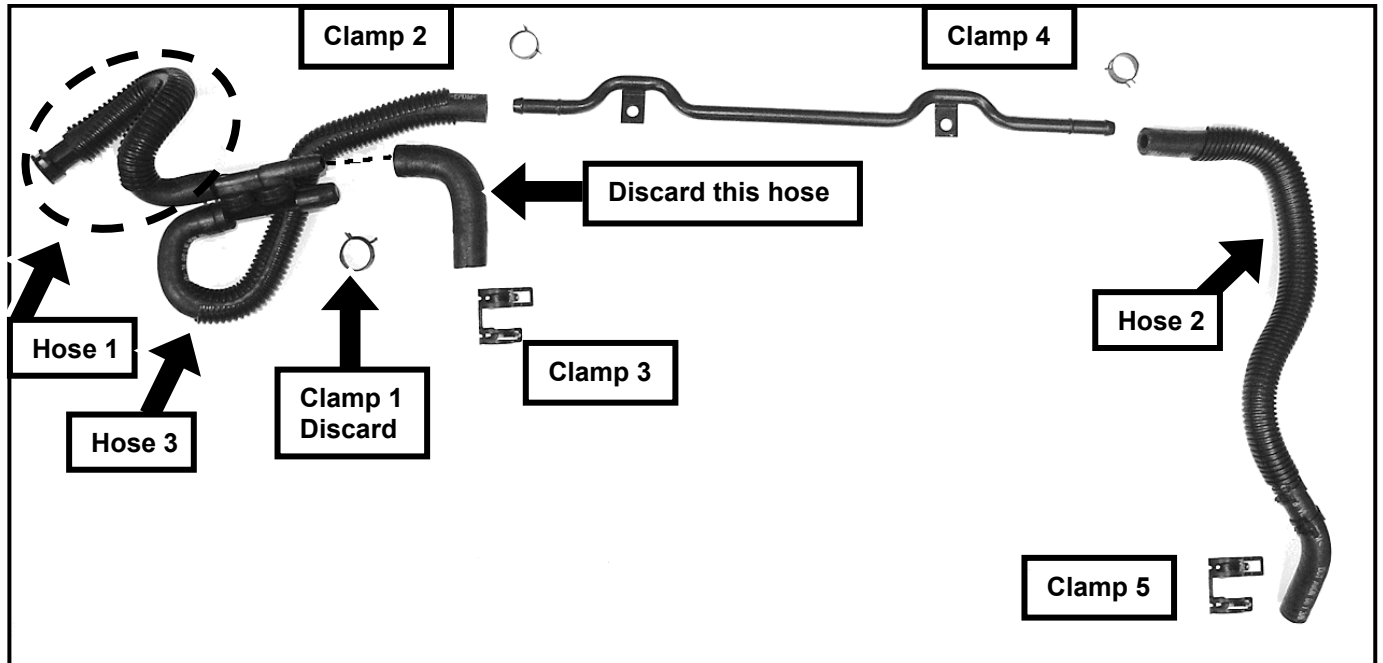 Clamp 2
Clamp 4
Discard this hose
Hose 1
Hose 3
Clamp 1
Discard
Clamp 3
Hose 2
Clamp 5